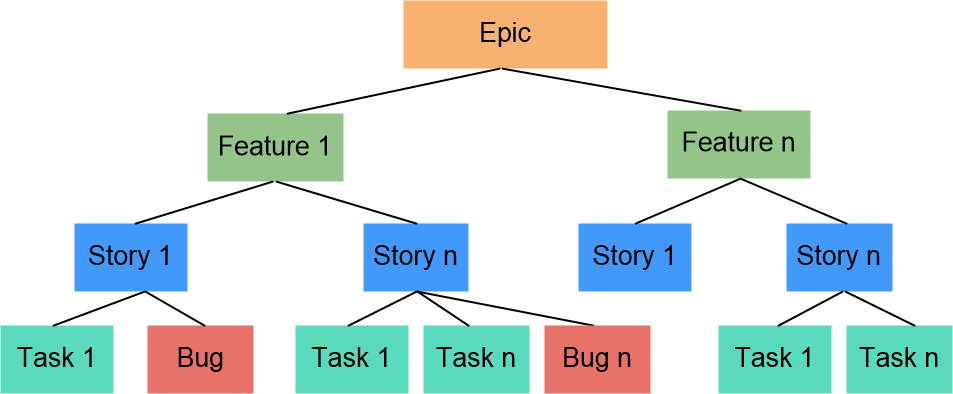 Epic
Feature 1
Feature n
Story 1
Story n
Story 1
Story n
Task 1
Bug
Task 1
Task n
Bug n
Task 1
Task n